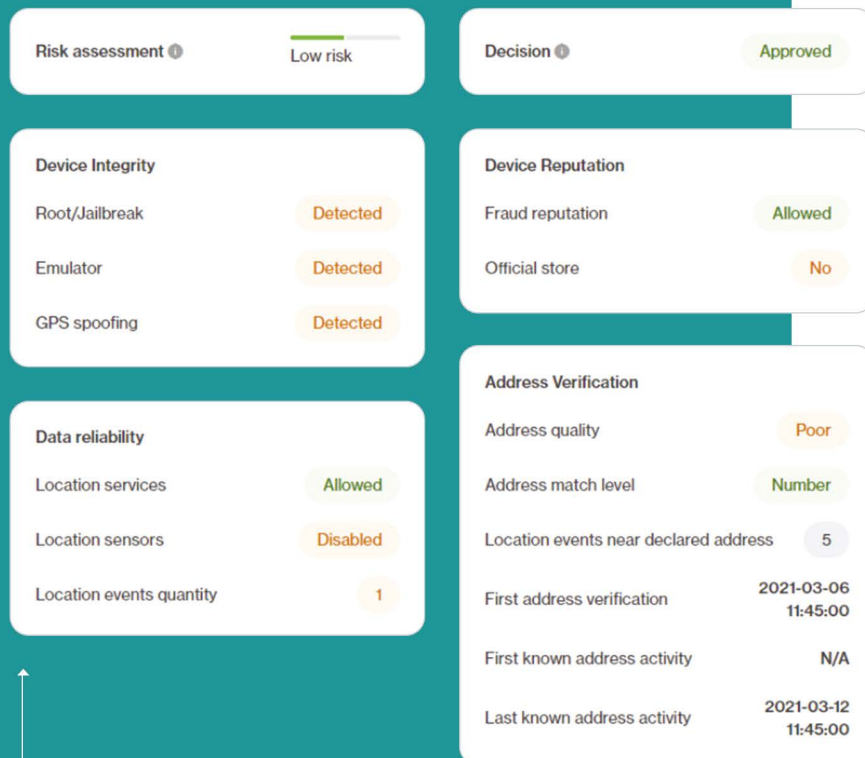 Risk assessment
Low risk
Decision
Approved
Device Integrity
Root/Jailbreak Detected
Emulator Detected
GPS spoofing Detected
Data reliability
Location services Allowed
Location sensors Disabled
Location events quantity 1
Device Reputation
Fraud reputation Allowed
Official store No
Address Verification
Address quality Poor
Address match level Number
Location events near declared address 5
First address verification 2021-03-06
11:45:00
First known address activity N/A
Last known address activity 2021-03-12
11:45:00